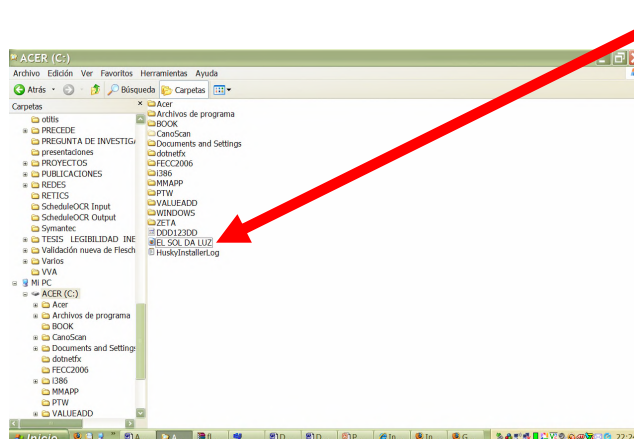 ACER (C:)
Archivo Edición Ver Favoritos Herramientas Ayuda
Atrás Búsqueda Carpetas
Carpetas
otitis
PRECEDE
PREGUNTA DE INVESTIGA
presentaciones
PROYECTOS
PUBLICACIONES
REDES
RETICS
ScheduleOCR Input
ScheduleOCR Output
Symantec
TESIS LEGIBILIDAD INE
Validación nueva de Flesch
Varios
VVA
Mi PC
ACER (C:)
Acer
Archivos de programa
BOOK
CanoScan
Documents and Settings
dotnetfx
FECC2006
I386
MMAPP
PTW
VALUEADD
Acer
Archivos de programa
BOOK
CanoScan
Documents and Settings
dotnetfx
FECC2006
I386
MMAPP
PTW
VALUEADD
WINDOWS
ZETA
DDD123DD
EL SOL DA LUZ
HuskyInstallerLog
Inicio
22:24